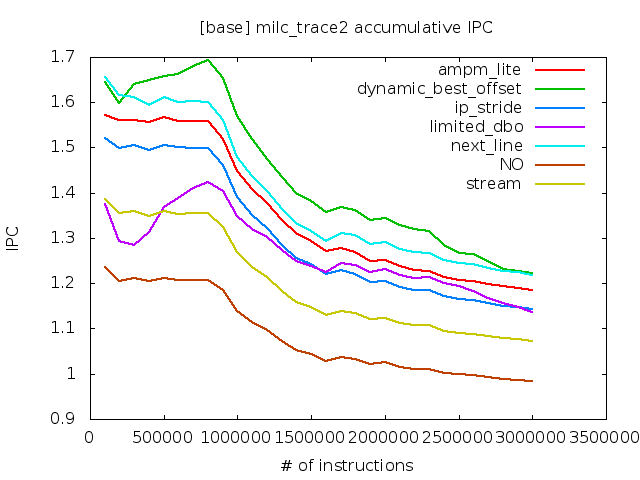 [base] milc_trace2 accumulative IPC
1.7
1.6
1.5
1.4
1.3
1.2
1.1
1
0.9
IPC
ampm_lite
dynamic_best_offset
ip_stride
limited_dbo
next_line
NO
stream
0 500000 1000000 1500000 2000000 2500000 3000000 3500000
# of instructions